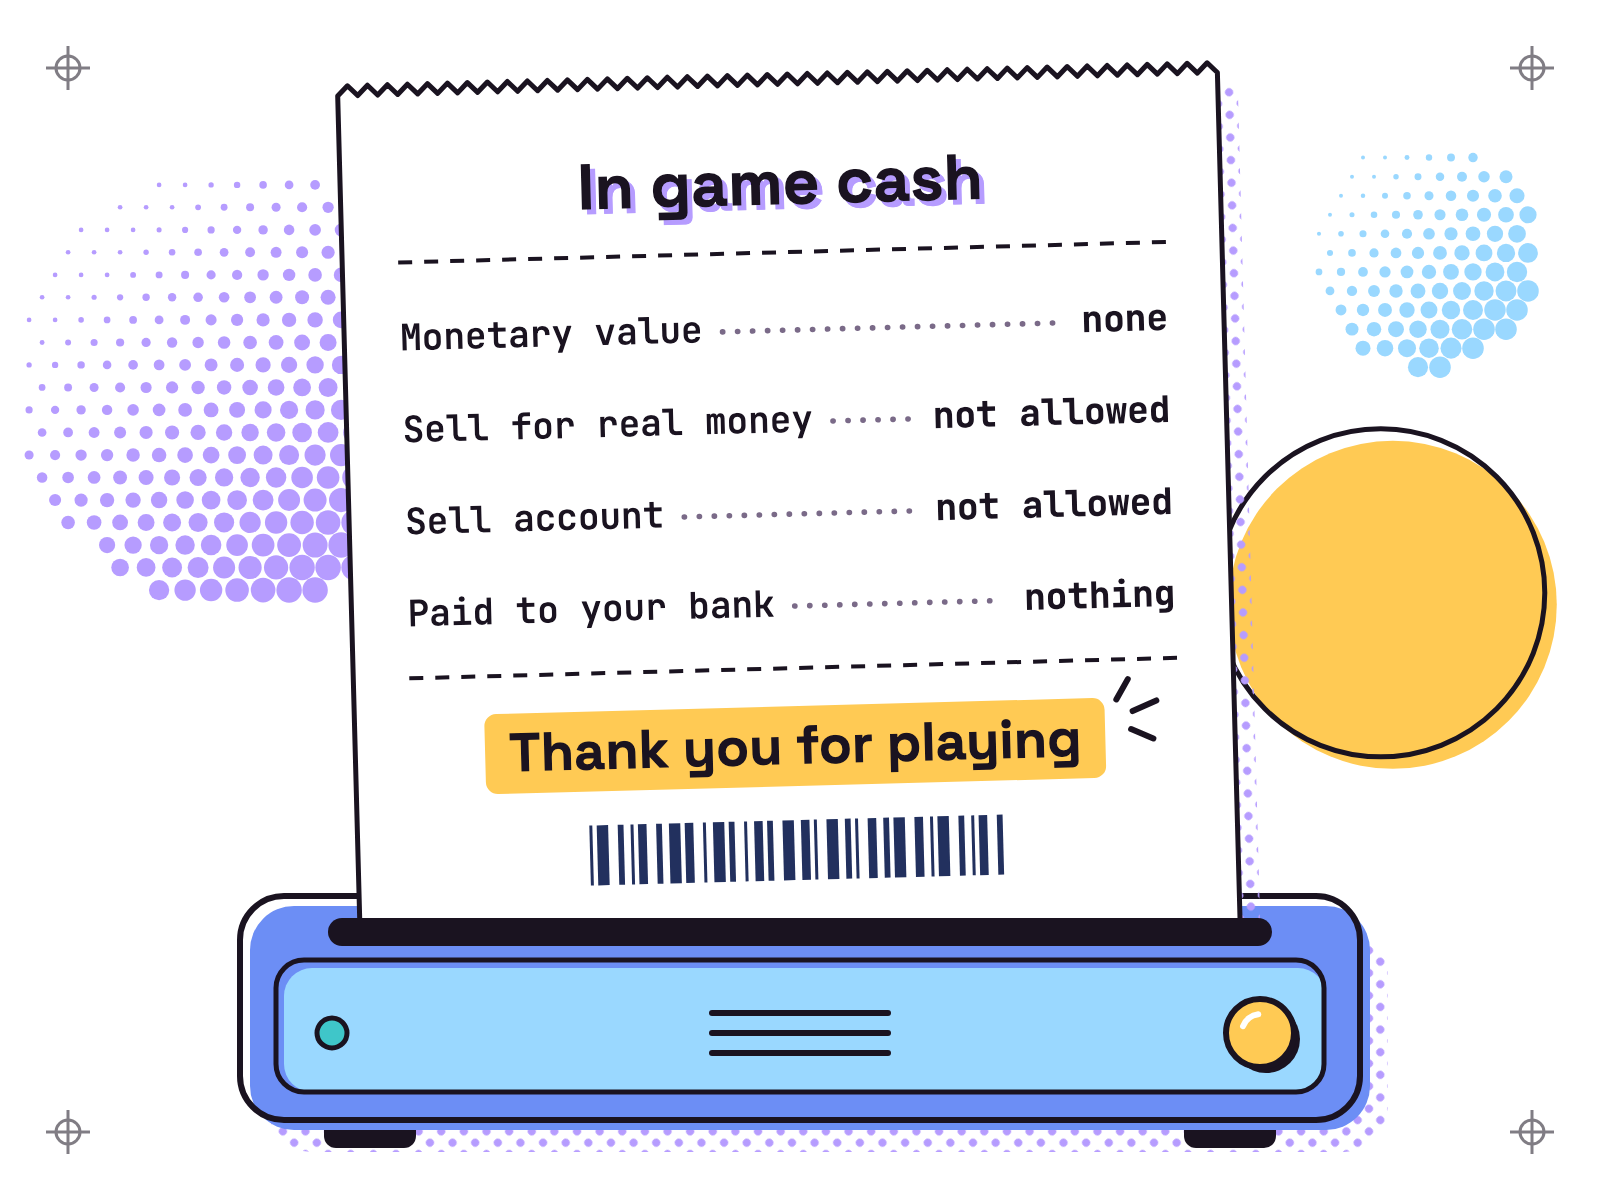 In game cash
Monetary value none
Sell for real money not allowed
Sell account not allowed
Paid to your bank nothing
Thank you for playing